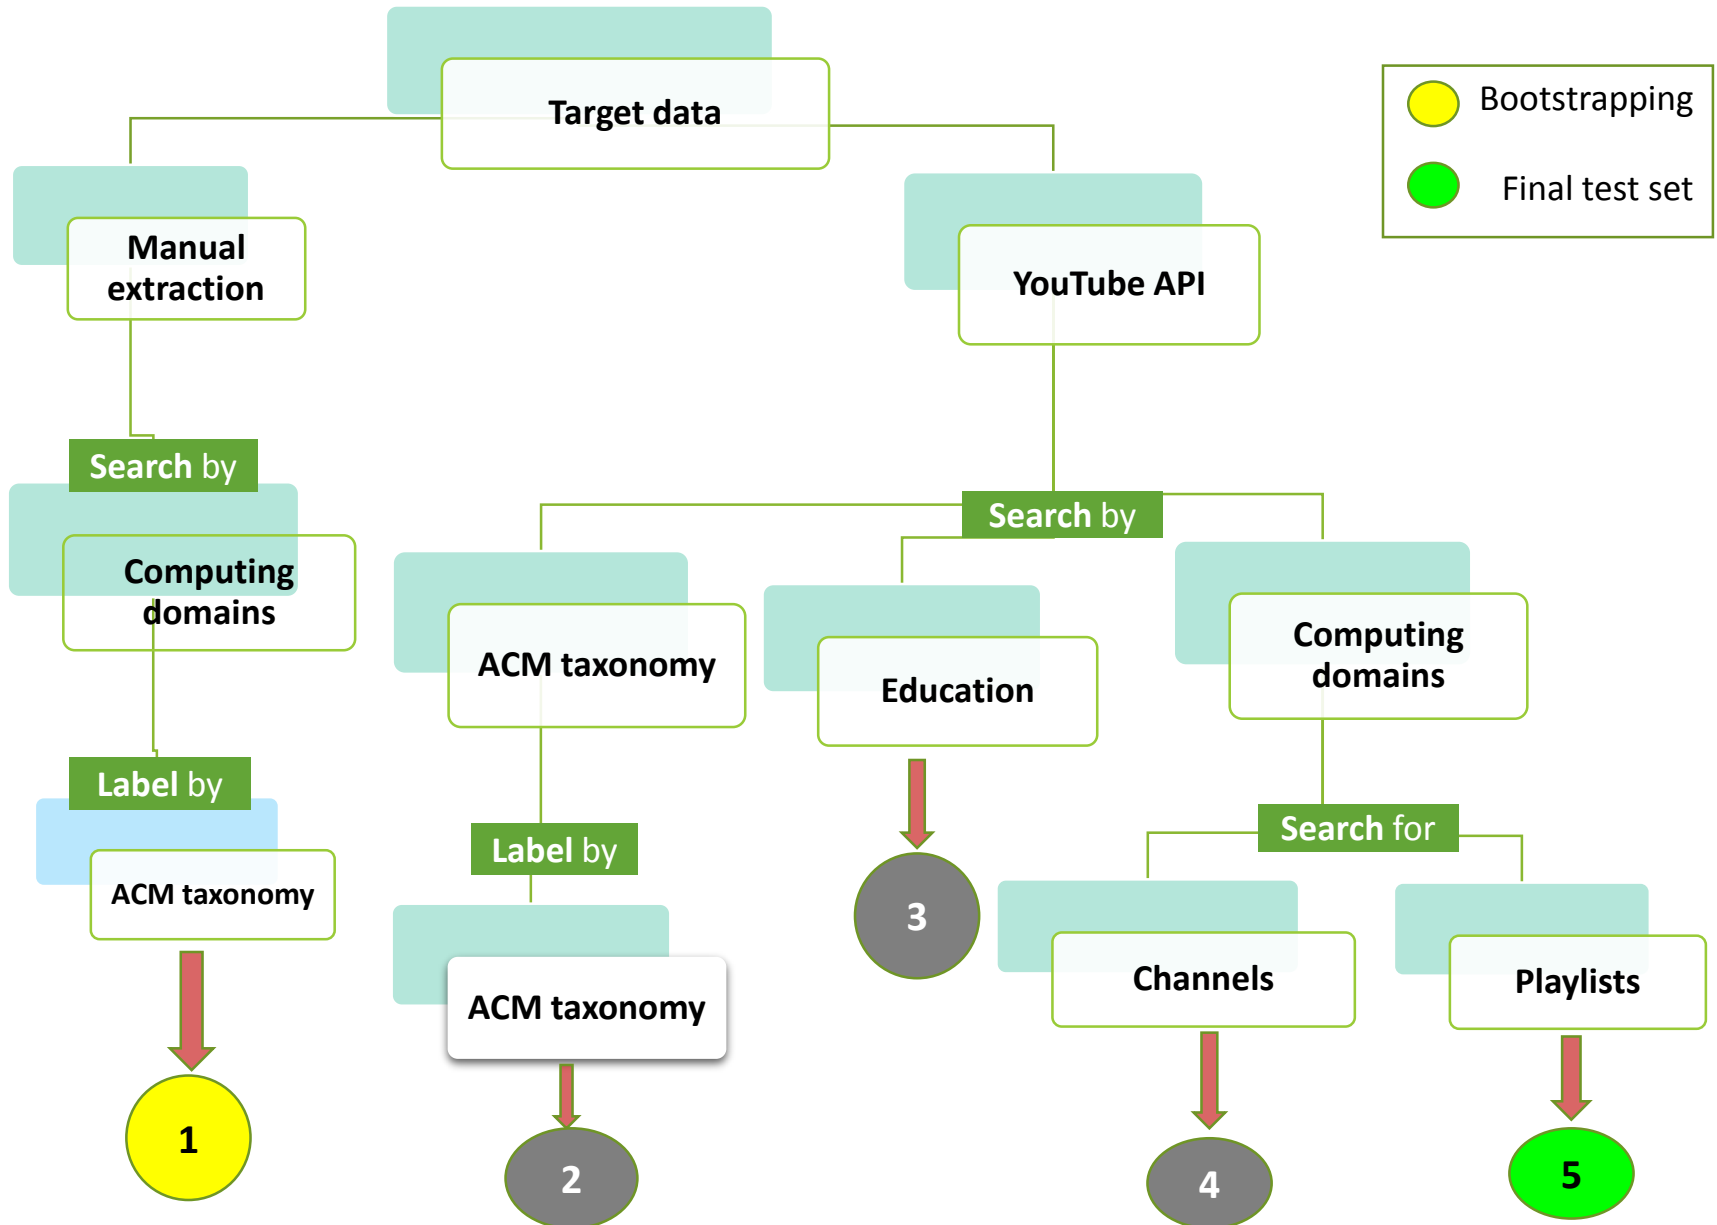 Target data
Bootstrapping
Final test set
Manual
extraction
YouTube API
Search by
Search by
Computing
domains
ACM taxonomy
Education
Computing
domains
Label by
Label by
Search for
ACM taxonomy
ACM taxonomy
3
Channels
Playlists
1
2
4
5